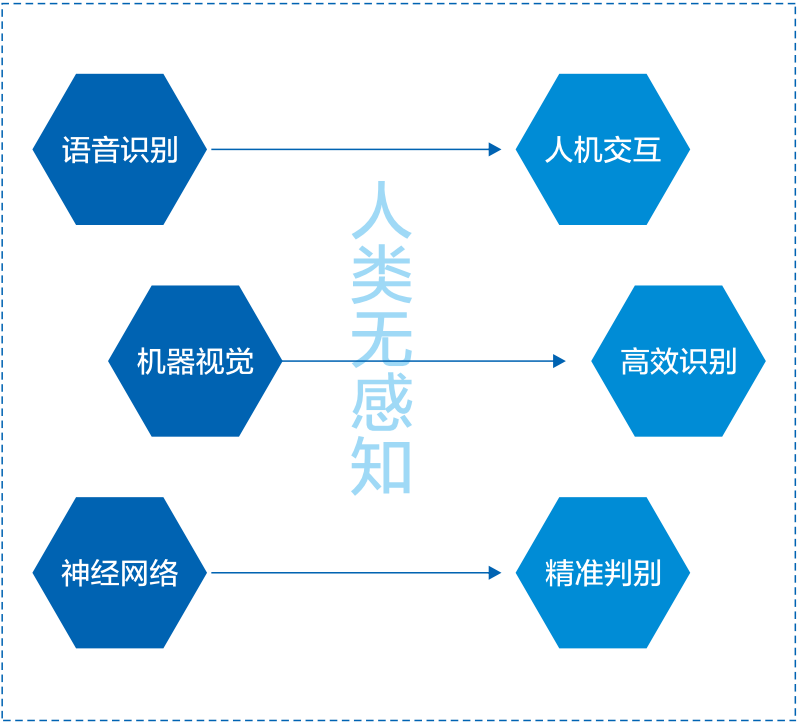 语音识别
人机交互
人类无感知
机器视觉
高效识别
神经网络
精准判别